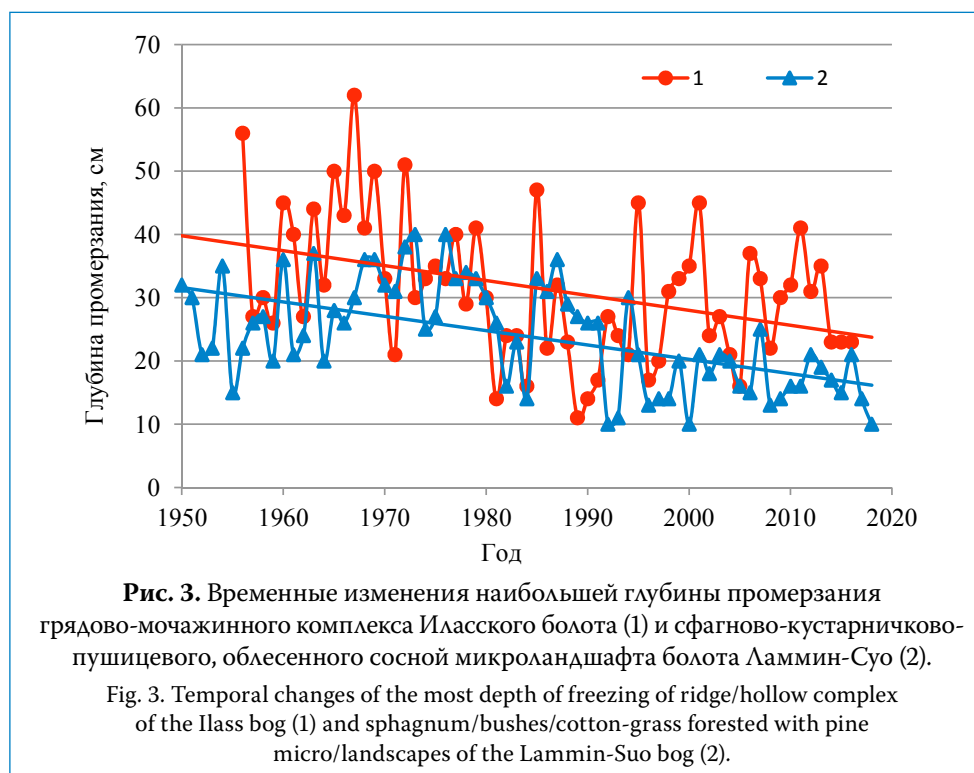 70
1
2
60
50
40
30
20
10
0
Глубина промерзания, см
1950 1960 1970 1980 1990 2000 2010 2020
Год
Рис. 3. Временные изменения наибольшей глубины промерзания
грядово-мочажинного комплекса Иласского болота (1) и сфагново-кустарничково-
пушицевого, облесенного сосной микроландшафта болота Ламмин-Суо (2).
Fig. 3. Temporal changes of the most depth of freezing of ridge/hollow complex
of the Ilass bog (1) and sphagnum/bushes/cotton-grass forested with pine
micro/landscapes of the Lammin-Suo bog (2).